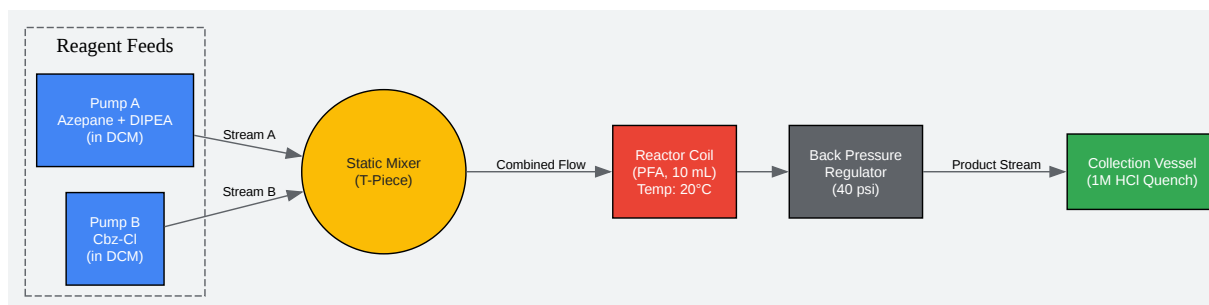 Reagent Feeds
Pump A
Azepane + DIPEA
(in DCM)
Stream A
Pump B
Cbz-Cl
(in DCM)
Stream B
Static Mixer
(T-Piece)
Combined Flow
Reactor Coil
(PFA, 10 mL)
Temp: 20°C
Back Pressure
Regulator
(40 psi)
Product Stream
Collection Vessel
(1M HCl Quench)